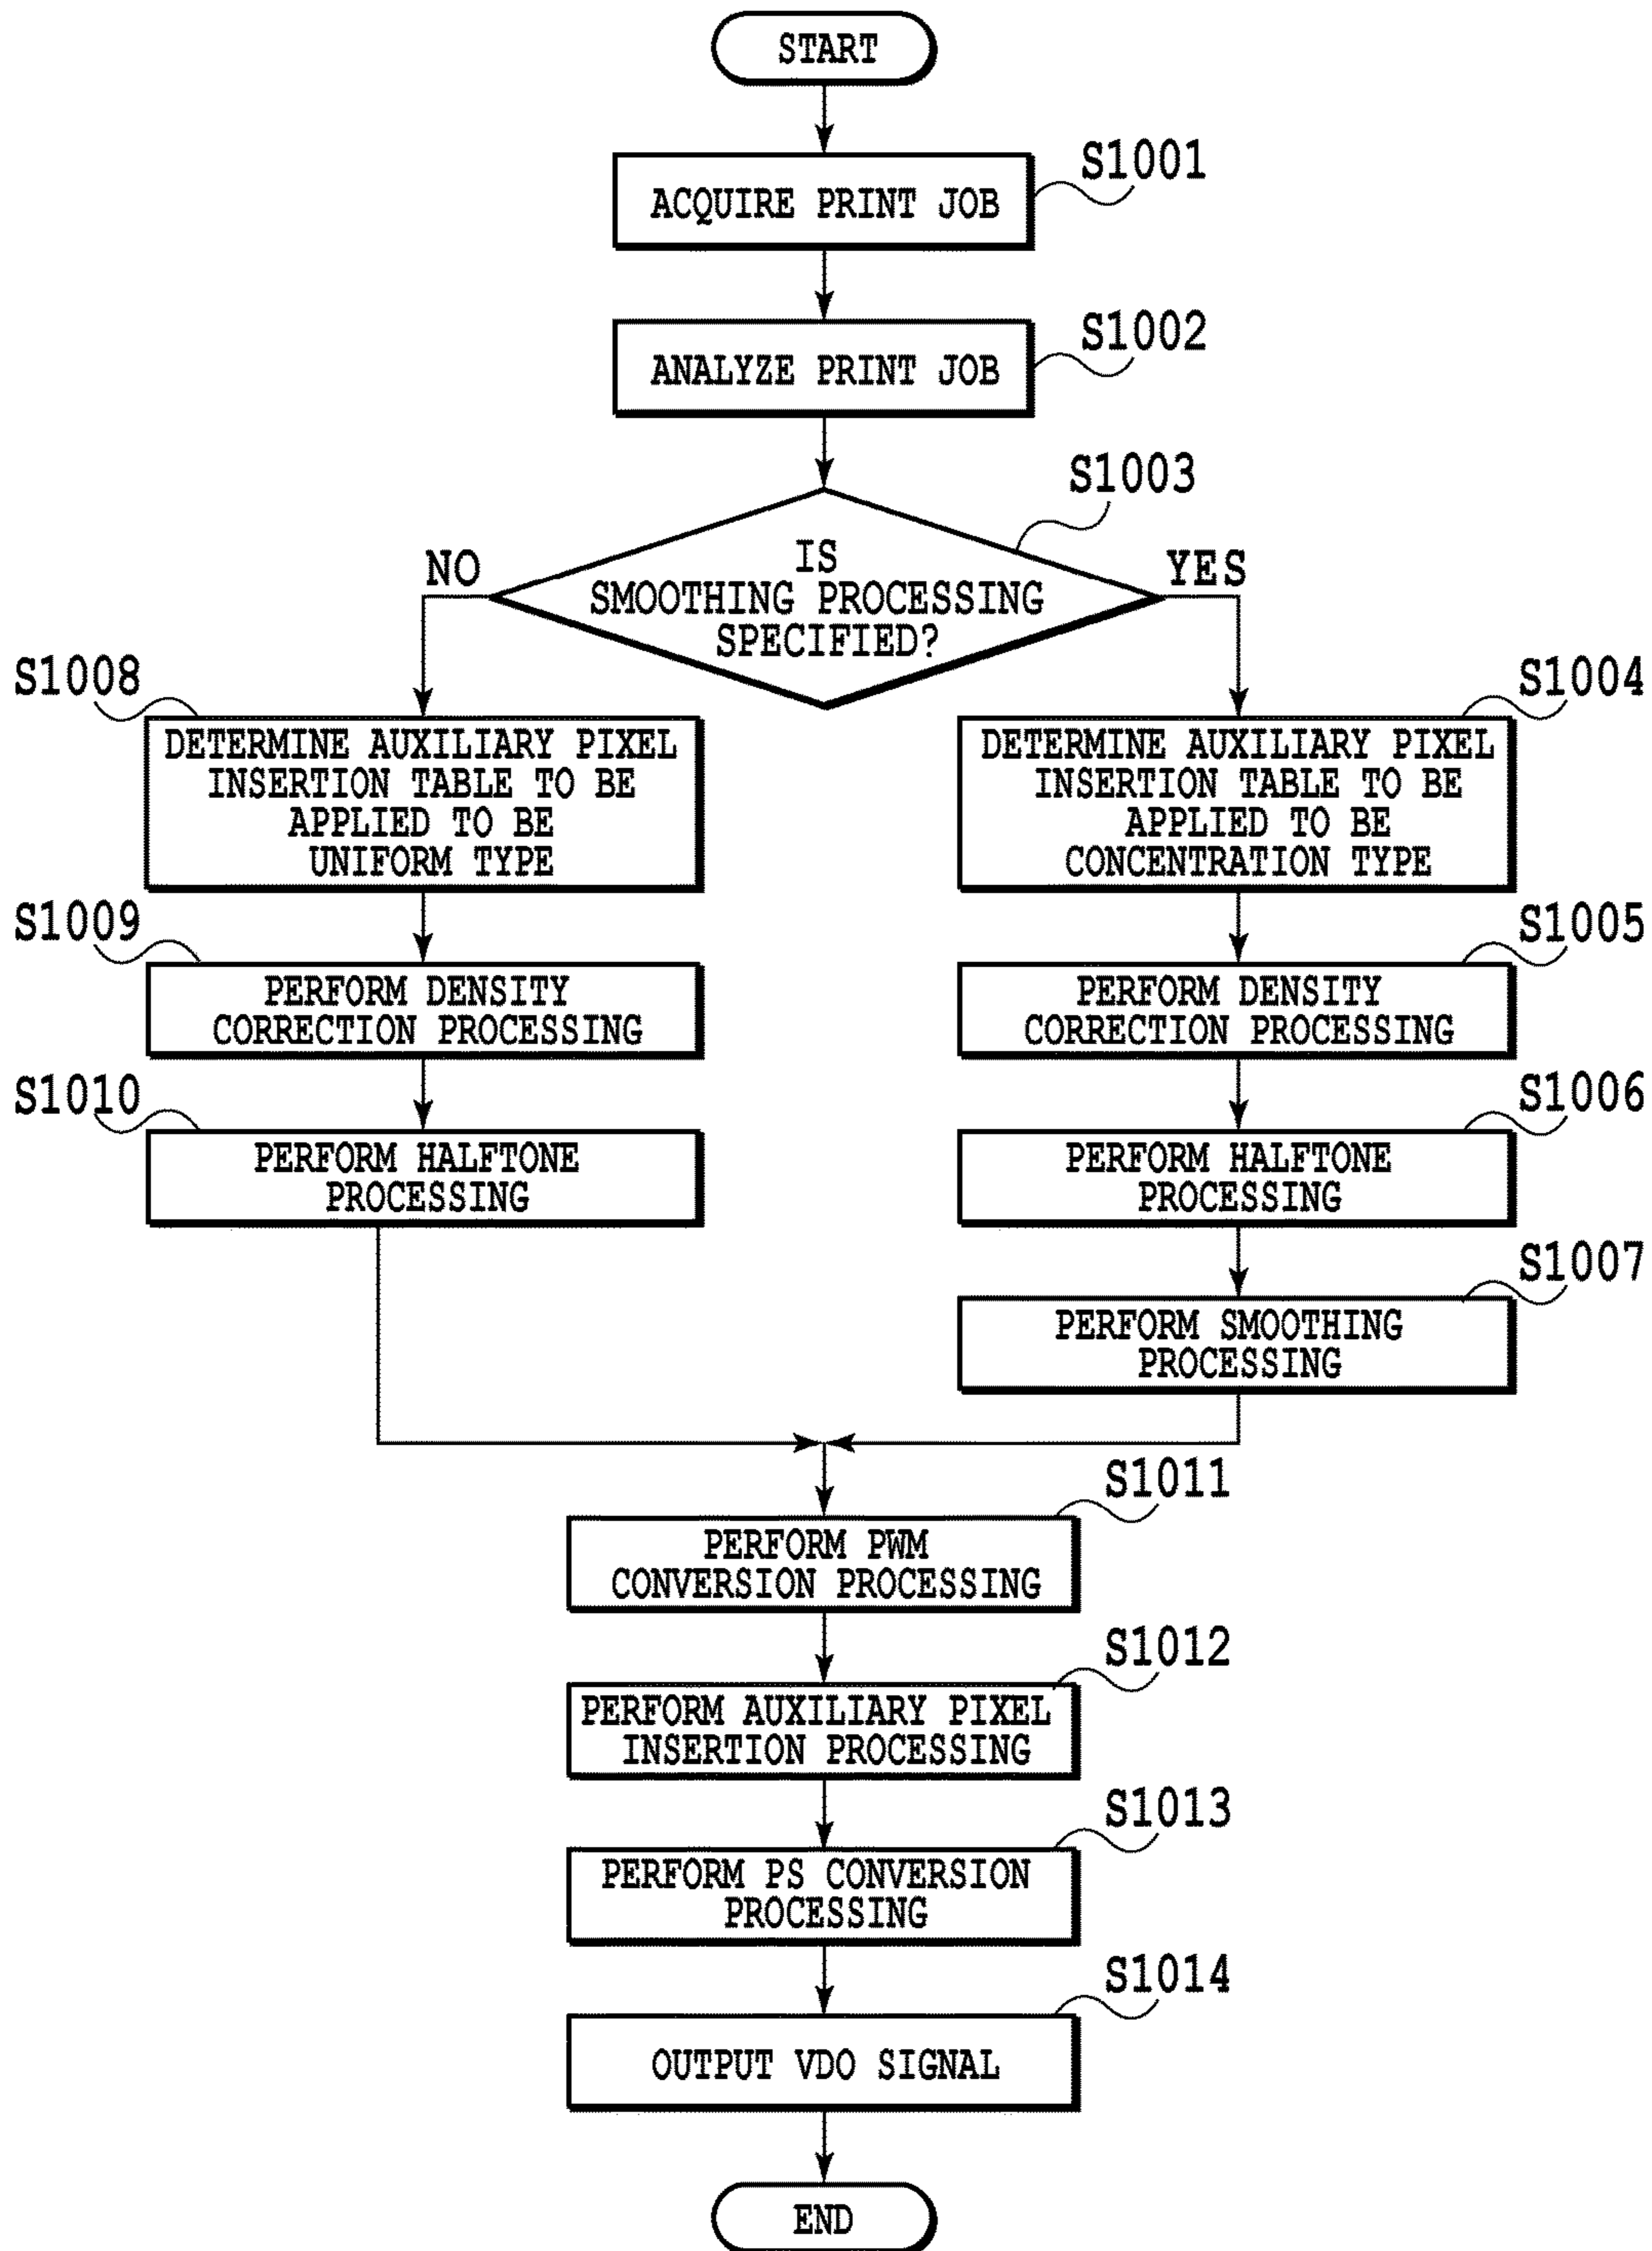 START
S1001
ACQUIRE PRINT JOB
S1002
ANALYZE PRINT JOB
S1003
IS
SMOOTHING PROCESSING
SPECIFIED?
NO
YES
S1008
DETERMINE AUXILIARY PIXEL
INSERTION TABLE TO BE
APPLIED TO BE
UNIFORM TYPE
S1004
DETERMINE AUXILIARY PIXEL
INSERTION TABLE TO BE
APPLIED TO BE
CONCENTRATION TYPE
S1009
PERFORM DENSITY
CORRECTION PROCESSING
S1005
PERFORM DENSITY
CORRECTION PROCESSING
S1010
PERFORM HALFTONE
PROCESSING
S1006
PERFORM HALFTONE
PROCESSING
S1007
PERFORM SMOOTHING
PROCESSING
S1011
PERFORM PWM
CONVERSION PROCESSING
S1012
PERFORM AUXILIARY PIXEL
INSERTION PROCESSING
S1013
PERFORM PS CONVERSION
PROCESSING
S1014
OUTPUT VDO SIGNAL
END